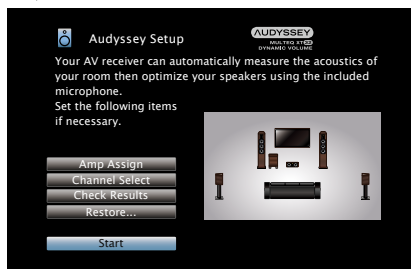 Audyssey Setup
AUDYSSEY
MULTEQ XT32
DYNAMIC VOLUME
Your AV receiver can automatically measure the acoustics of
your room then optimize your speakers using the included
microphone.
Set the following items
if necessary.
Amp Assign
Channel Select
Check Results
Restore...
Start